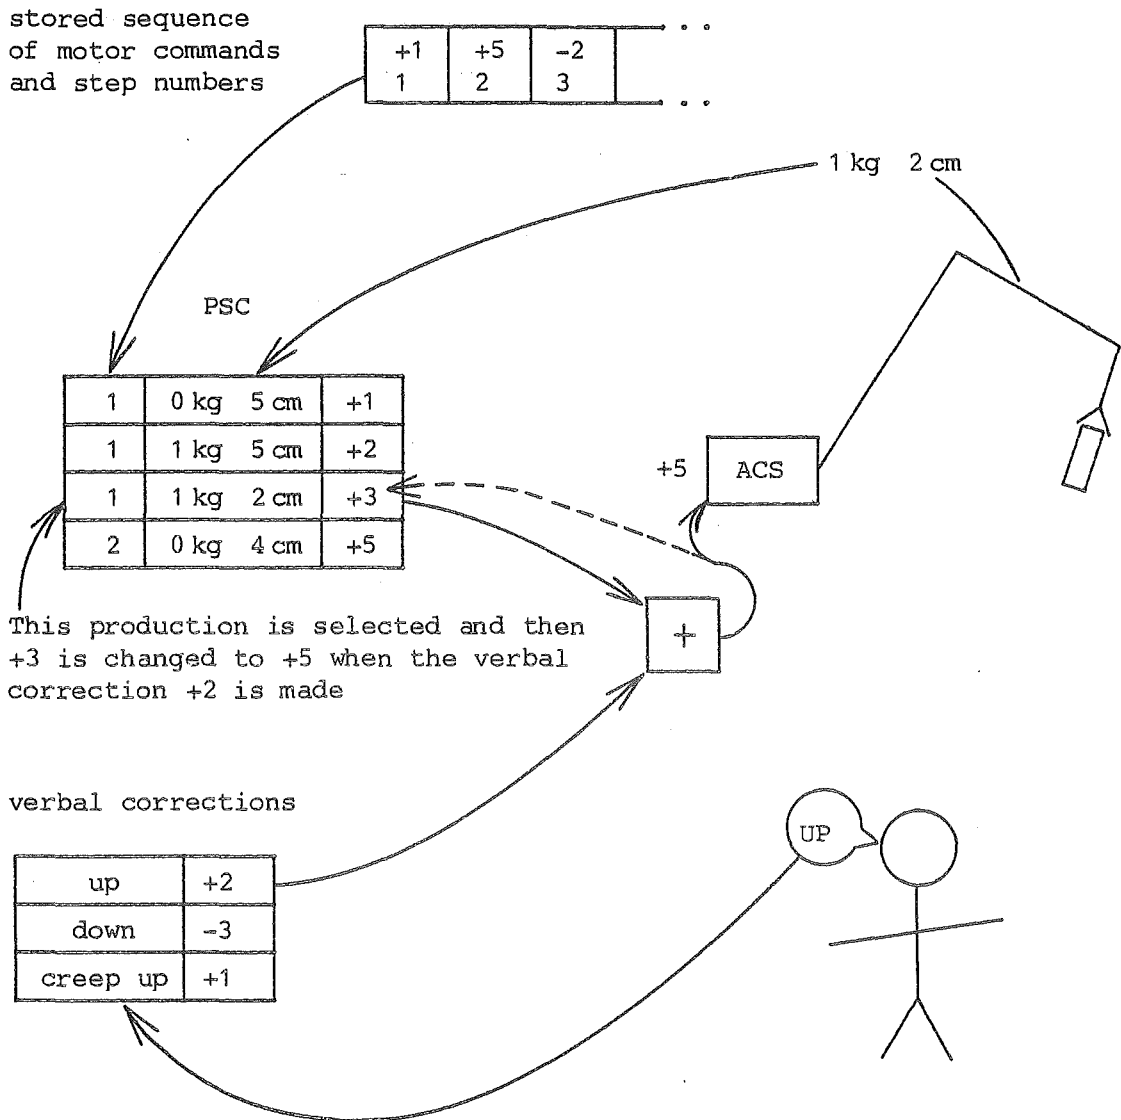 stored sequence
of motor commands
and step numbers
+1 +5 -2 . . .
1 2 3 . . .
1 kg 2 cm
PSC
1 0 kg 5 cm +1
1 1 kg 5 cm +2
1 1 kg 2 cm +3
2 0 kg 4 cm +5
+5 ACS
This production is selected and then
+3 is changed to +5 when the verbal
correction +2 is made
+
verbal corrections
UP
up +2
down -3
creep up +1